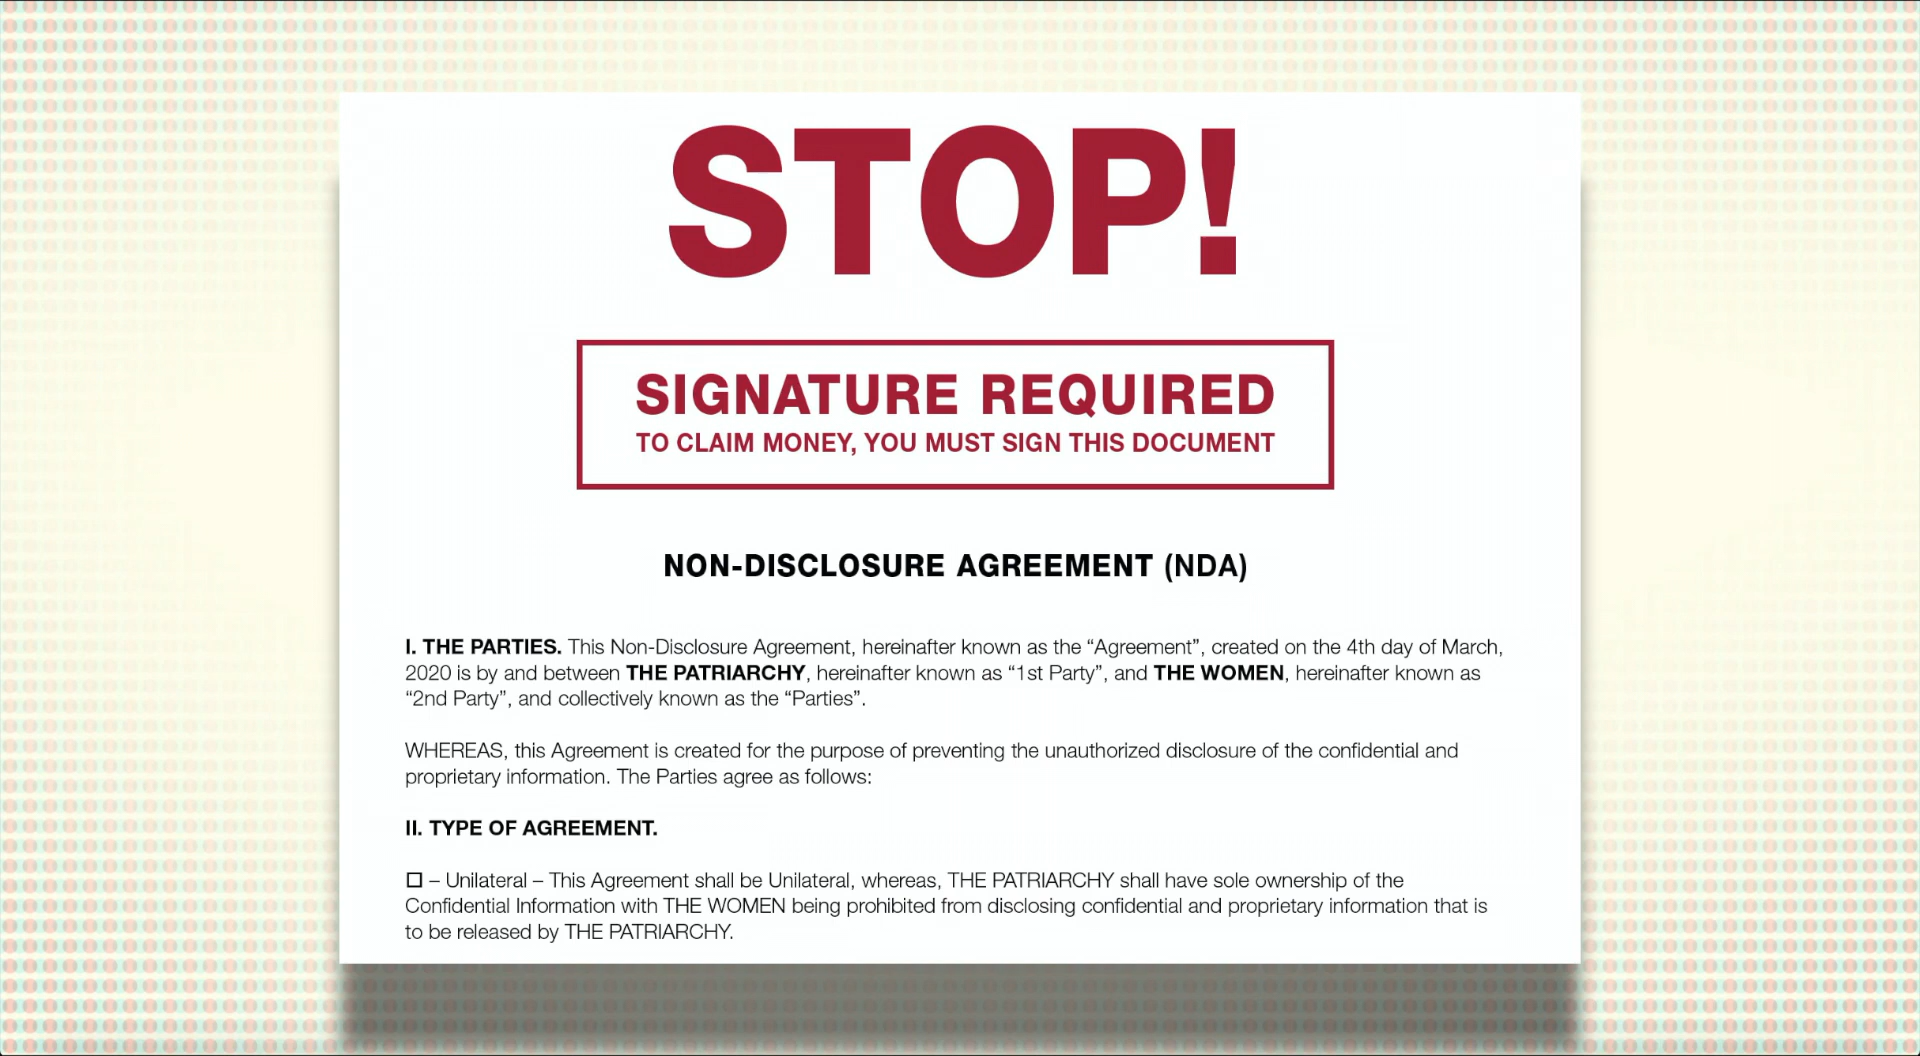 STOP!
SIGNATURE REQUIRED
TO CLAIM MONEY, YOU MUST SIGN THIS DOCUMENT
NON-DISCLOSURE AGREEMENT (NDA)
I. THE PARTIES. This Non-Disclosure Agreement, hereinafter known as the “Agreement”, created on the 4th day of March,
2020 is by and between THE PATRIARCHY, hereinafter known as “1st Party”, and THE WOMEN, hereinafter known as
“2nd Party”, and collectively known as the “Parties”.
WHEREAS, this Agreement is created for the purpose of preventing the unauthorized disclosure of the confidential and
proprietary information. The Parties agree as follows:
II. TYPE OF AGREEMENT.
☐ – Unilateral – This Agreement shall be Unilateral, whereas, THE PATRIARCHY shall have sole ownership of the
Confidential Information with THE WOMEN being prohibited from disclosing confidential and proprietary information that is
to be released by THE PATRIARCHY.